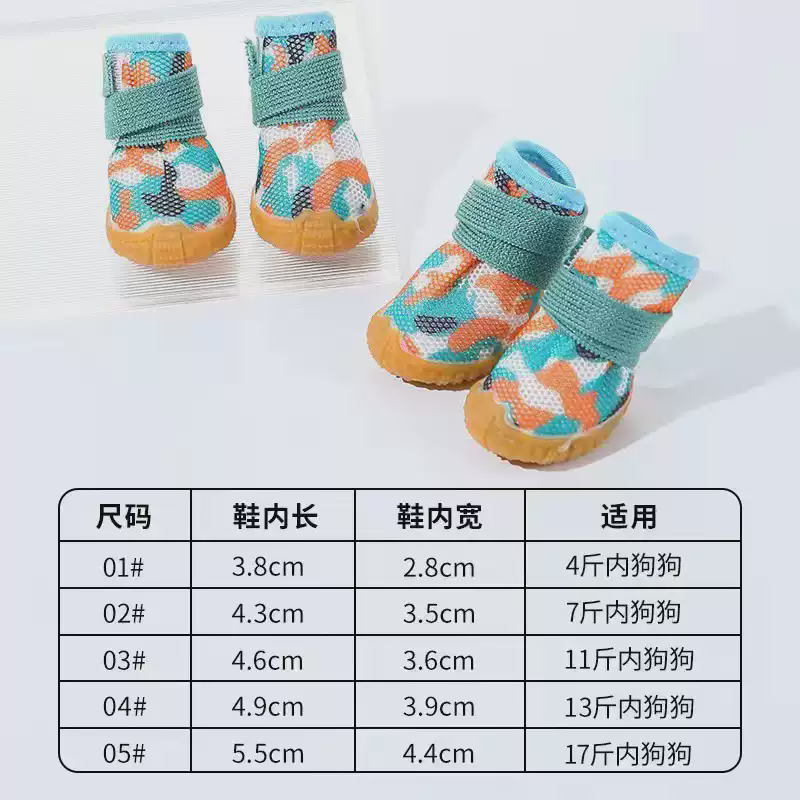 尺码 鞋内长 鞋内宽 适用
01# 3.8cm 2.8cm 4斤内狗狗
02# 4.3cm 3.5cm 7斤内狗狗
03# 4.6cm 3.6cm 11斤内狗狗
04# 4.9cm 3.9cm 13斤内狗狗
05# 5.5cm 4.4cm 17斤内狗狗